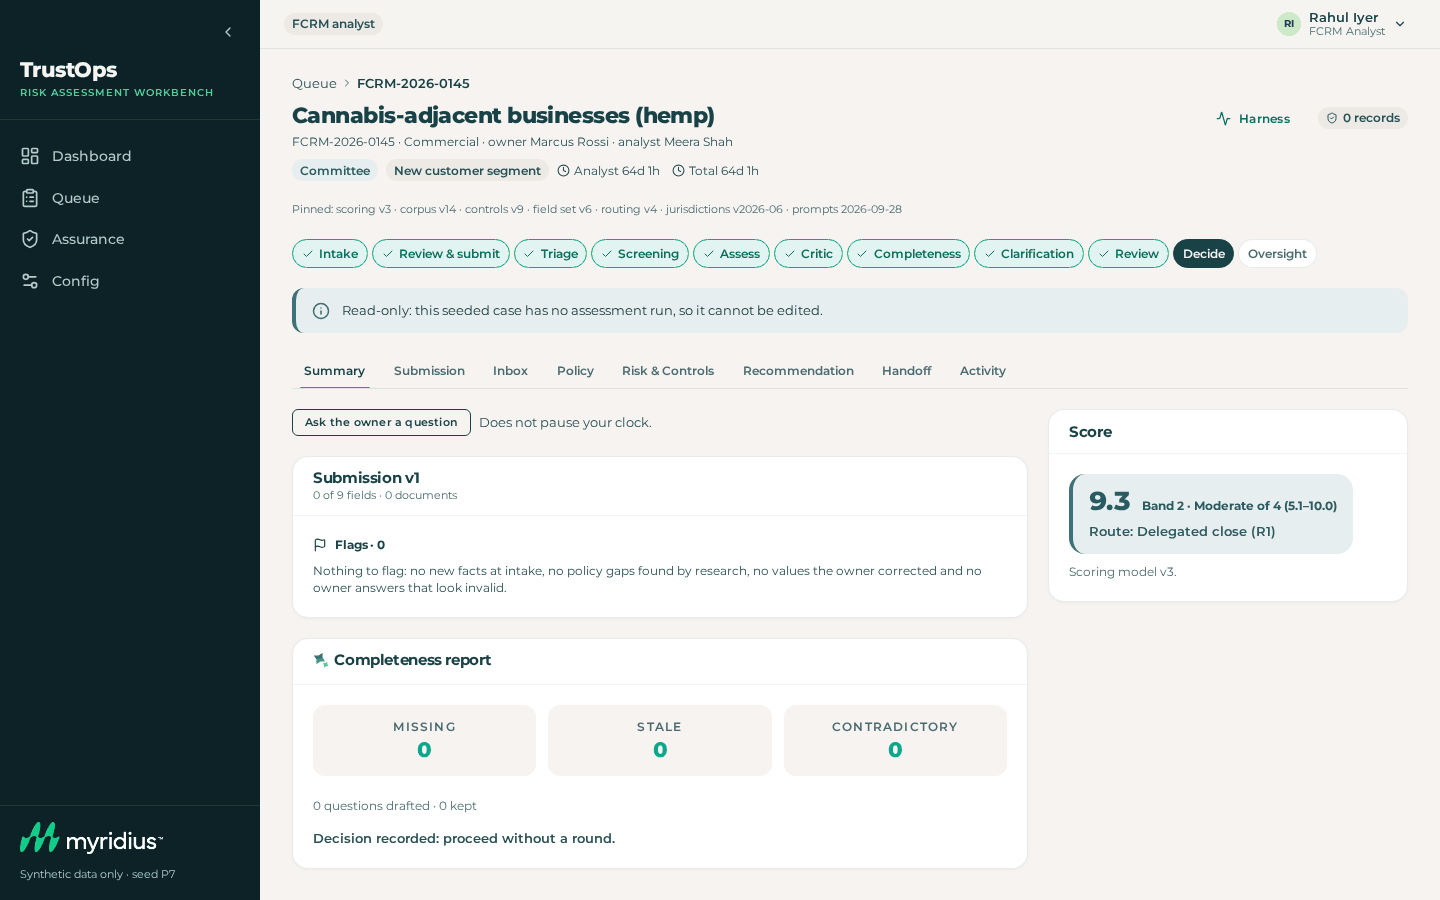 TrustOps
RISK ASSESSMENT WORKBENCH
Dashboard
Queue
Assurance
Config
myridius™
Synthetic data only · seed P7
FCRM analyst
RI
Rahul Iyer
FCRM Analyst
Queue
FCRM-2026-0145
Cannabis-adjacent businesses (hemp)
Harness
0 records
FCRM-2026-0145 · Commercial · owner Marcus Rossi · analyst Meera Shah
Committee
New customer segment
Analyst 64d 1h
Total 64d 1h
Pinned: scoring v3 · corpus v14 · controls v9 · field set v6 · routing v4 · jurisdictions v2026-06 · prompts 2026-09-28
Intake
Review & submit
Triage
Screening
Assess
Critic
Completeness
Clarification
Review
Decide
Oversight
Read-only: this seeded case has no assessment run, so it cannot be edited.
Summary
Submission
Inbox
Policy
Risk & Controls
Recommendation
Handoff
Activity
Ask the owner a question
Does not pause your clock.
Submission v1
0 of 9 fields · 0 documents
Flags · 0
Nothing to flag: no new facts at intake, no policy gaps found by research, no values the owner corrected and no
owner answers that look invalid.
Completeness report
MISSING
0
STALE
0
CONTRADICTORY
0
0 questions drafted · 0 kept
Decision recorded: proceed without a round.
Score
9.3
Band 2 · Moderate of 4 (5.1–10.0)
Route: Delegated close (R1)
Scoring model v3.